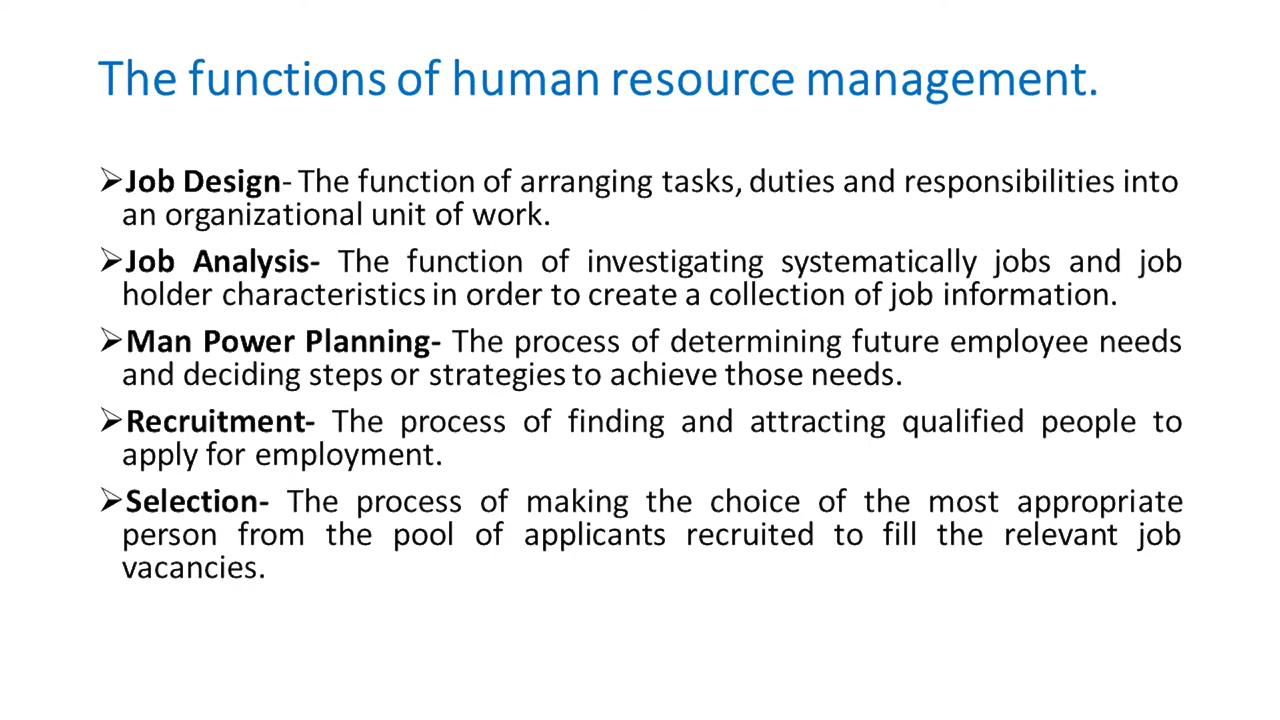 The functions of human resource management.
➢Job Design- The function of arranging tasks, duties and responsibilities into
an organizational unit of work.
➢Job Analysis- The function of investigating systematically jobs and job
holder characteristics in order to create a collection of job information.
➢Man Power Planning- The process of determining future employee needs
and deciding steps or strategies to achieve those needs.
➢Recruitment- The process of finding and attracting qualified people to
apply for employment.
➢Selection- The process of making the choice of the most appropriate
person from the pool of applicants recruited to fill the relevant job
vacancies.